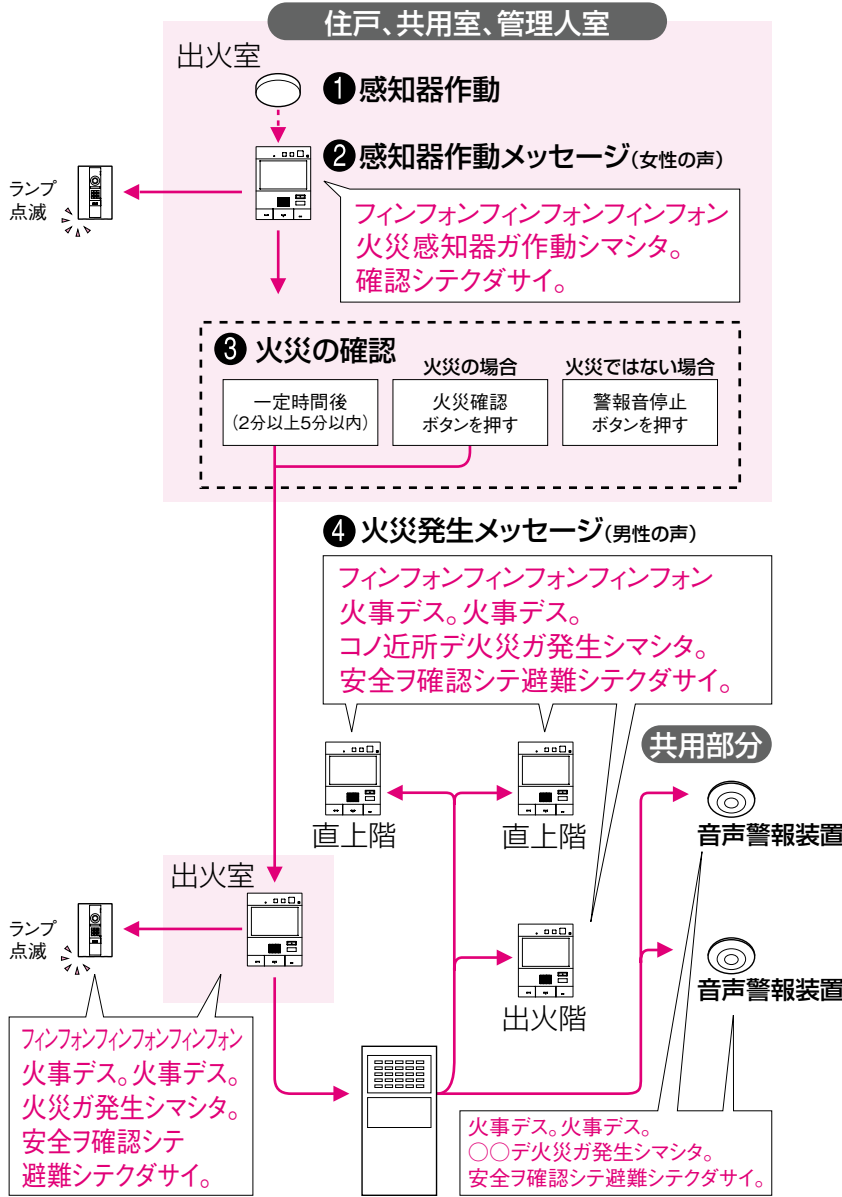 住戸、共用室、管理人室
出火室
❶感知器作動
❷感知器作動メッセージ(女性の声)
ランプ
点滅
フィンフォンフィンフォンフィンフォン
火災感知器ガ作動シマシタ。
確認シテクダサイ。
❸火災の確認
火災の場合
火災ではない場合
一定時間後
(2分以上5分以内)
火災確認
ボタンを押す
警報音停止
ボタンを押す
❹火災発生メッセージ(男性の声)
フィンフォンフィンフォンフィンフォン
火事デス。火事デス。
コノ近所デ火災ガ発生シマシタ。
安全ヲ確認シテ避難シテクダサイ。
共用部分
直上階
直上階
音声警報装置
出火室
ランプ
点滅
出火階
音声警報装置
フィンフォンフィンフォンフィンフォン
火事デス。火事デス。
火災ガ発生シマシタ。
安全ヲ確認シテ
避難シテクダサイ。
火事デス。火事デス。
○○デ火災ガ発生シマシタ。
安全ヲ確認シテ避難シテクダサイ。